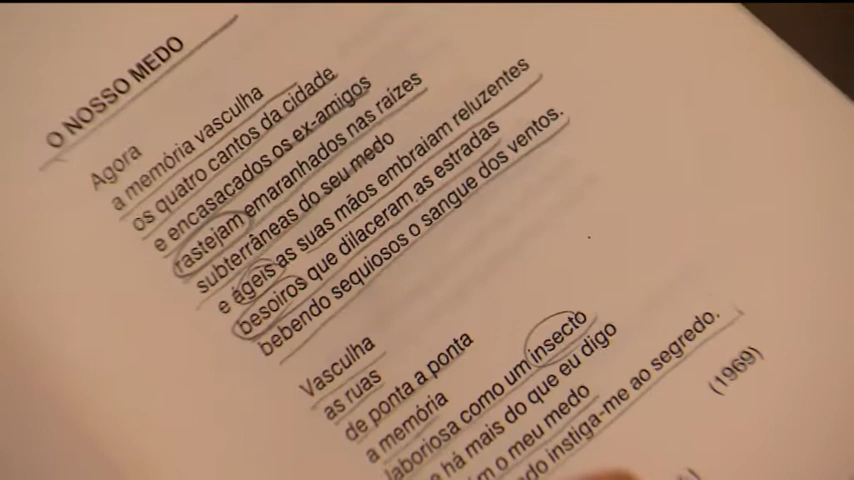 O NOSSO MEDO
Agora
a memória vasculha
os quatro cantos da cidade
e encasacados os ex-amigos
rastejam emaranhados nas raízes
subterrâneas do seu medo
e ágeis as suas mãos embraiam reluzentes
besoiros que dilaceram as estradas
bebendo sequiosos o sangue dos ventos.
Vasculha
as ruas
de ponta a ponta
a memória
laboriosa como um insecto
há mais do que eu digo
o meu medo
instiga-me ao segredo.
(1969)